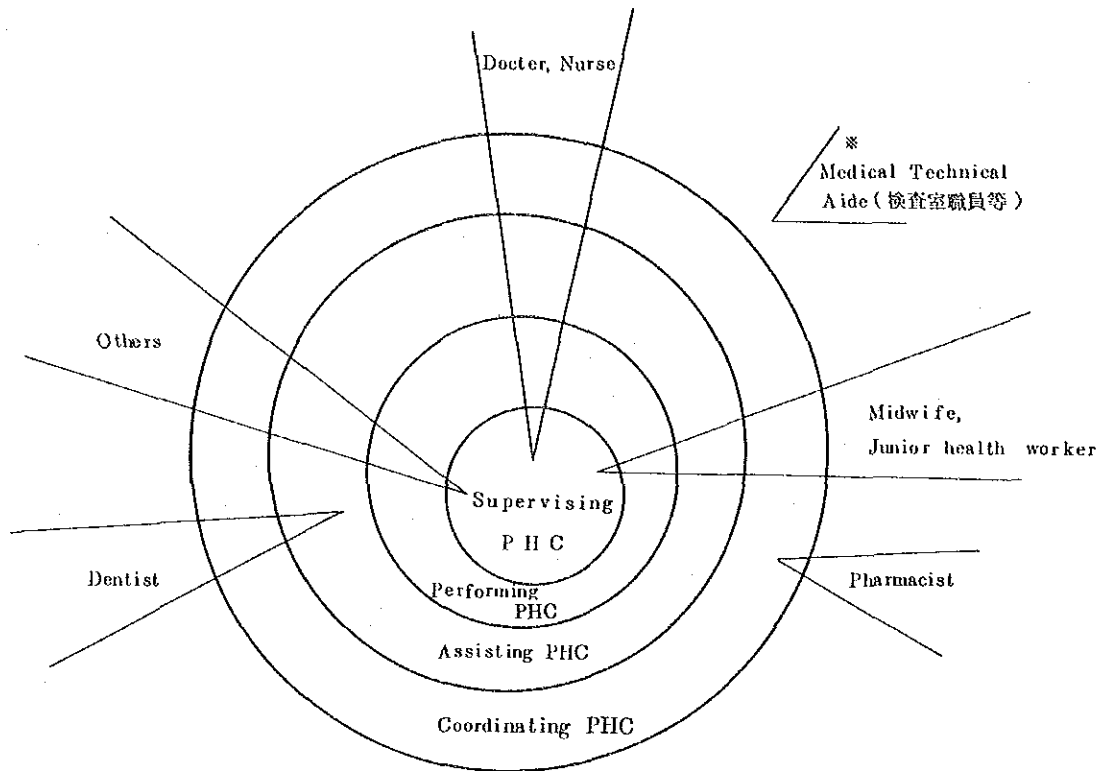 Docter, Nurse
※
Medical Technical
Aide(検査室職員等)
Others
Midwife,
Junior health worker
Supervising
PHC
Dentist
Pharmacist
Performing
PHC
Assisting PHC
Coordinating PHC